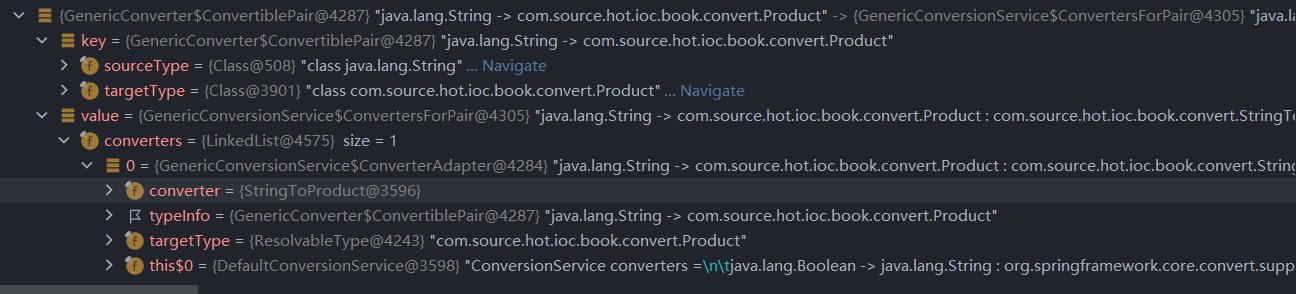 {GenericConverter$ConvertiblePair@4287} "java.lang.String -> com.source.hot.ioc.book.convert.Product" -> {GenericConversionService$ConvertersForPair@4305} "java.la
key = {GenericConverter$ConvertiblePair@4287} "java.lang.String -> com.source.hot.ioc.book.convert.Product"
sourceType = {Class@508} "class java.lang.String" ... Navigate
targetType = {Class@3901} "class com.source.hot.ioc.book.convert.Product" ... Navigate
value = {GenericConversionService$ConvertersForPair@4305} "java.lang.String -> com.source.hot.ioc.book.convert.Product : com.source.hot.ioc.book.convert.StringTo
converters = {LinkedList@4575} size = 1
0 = {GenericConversionService$ConverterAdapter@4284} "java.lang.String -> com.source.hot.ioc.book.convert.Product : com.source.hot.ioc.book.convert.String
converter = {StringToProduct@3596}
typeInfo = {GenericConverter$ConvertiblePair@4287} "java.lang.String -> com.source.hot.ioc.book.convert.Product"
targetType = {ResolvableType@4243} "com.source.hot.ioc.book.convert.Product"
this$0 = {DefaultConversionService@3598} "ConversionService converters =\n\tjava.lang.Boolean -> java.lang.String : org.springframework.core.convert.supp